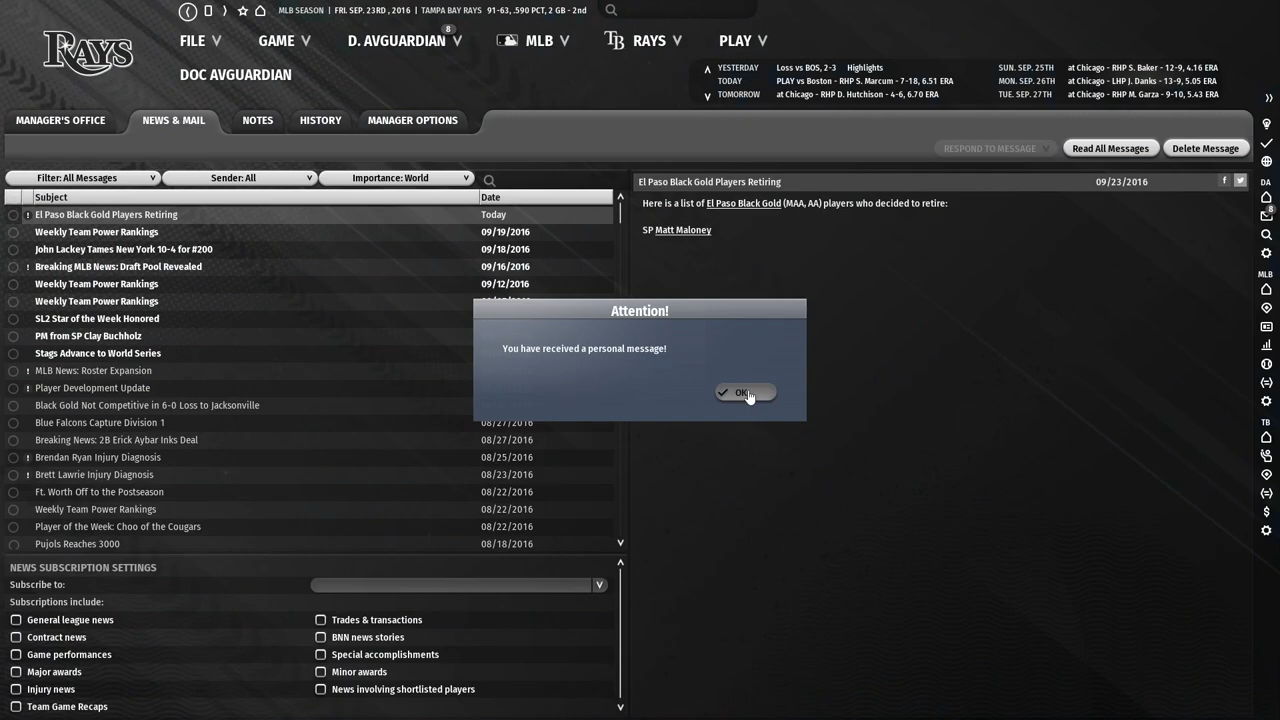 MLB SEASON | FRI. SEP. 23RD , 2016 | TAMPA BAY RAYS 91-63, .590 PCT, 2 GB - 2nd
RAYS
FILE GAME D. AVGUARDIAN 8 MLB TB RAYS PLAY
DOC AVGUARDIAN
YESTERDAY Loss vs BOS, 2-3 Highlights SUN. SEP. 25TH at Chicago - RHP S. Baker - 12-9, 4.16 ERA
TODAY PLAY vs Boston - RHP S. Marcum - 7-18, 6.51 ERA MON. SEP. 26TH at Chicago - LHP J. Danks - 13-9, 5.05 ERA
TOMORROW at Chicago - RHP D. Hutchison - 4-6, 6.70 ERA TUE. SEP. 27TH at Chicago - RHP M. Garza - 9-10, 5.43 ERA
MANAGER'S OFFICE NEWS & MAIL NOTES HISTORY MANAGER OPTIONS
RESPOND TO MESSAGE Read All Messages Delete Message
Filter: All Messages Sender: All Importance: World
Subject Date
El Paso Black Gold Players Retiring Today
Weekly Team Power Rankings 09/19/2016
John Lackey Tames New York 10-4 for #200 09/18/2016
! Breaking MLB News: Draft Pool Revealed 09/16/2016
Weekly Team Power Rankings 09/12/2016
Weekly Team Power Rankings
SL2 Star of the Week Honored
PM from SP Clay Buchholz
Stags Advance to World Series
! MLB News: Roster Expansion
! Player Development Update
Black Gold Not Competitive in 6-0 Loss to Jacksonville
Blue Falcons Capture Division 1 08/27/2016
Breaking News: 2B Erick Aybar Inks Deal 08/27/2016
! Brendan Ryan Injury Diagnosis 08/25/2016
! Brett Lawrie Injury Diagnosis 08/23/2016
Ft. Worth Off to the Postseason 08/22/2016
Weekly Team Power Rankings 08/22/2016
Player of the Week: Choo of the Cougars 08/22/2016
Pujols Reaches 3000 08/18/2016
El Paso Black Gold Players Retiring 09/23/2016
Here is a list of El Paso Black Gold (MAA, AA) players who decided to retire:
SP Matt Maloney
Attention!
You have received a personal message!
OK
NEWS SUBSCRIPTION SETTINGS
Subscribe to:
Subscriptions include:
General league news Trades & transactions
Contract news BNN news stories
Game performances Special accomplishments
Major awards Minor awards
Injury news News involving shortlisted players
Team Game Recaps
DA
8
MLB
TB
$